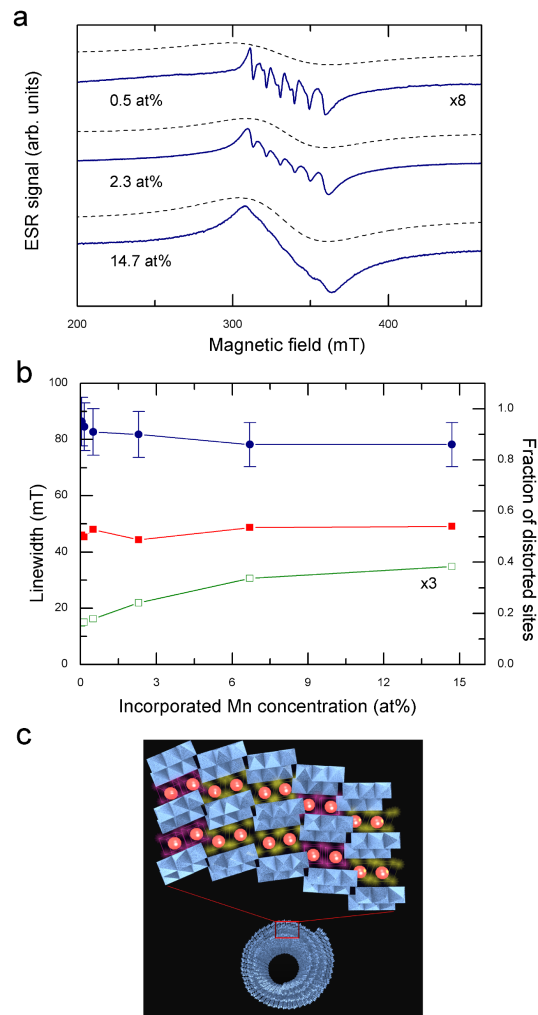 a
ESR signal (arb. units)
0.5 at%
x8
2.3 at%
14.7 at%
200
300
400
Magnetic field (mT)
b
100
80
60
40
20
0
Linewidth (mT)
1.0
0.8
0.6
0.4
0.2
0.0
Fraction of distorted sites
x3
0
3
6
9
12
15
Incorporated Mn concentration (at%)
c